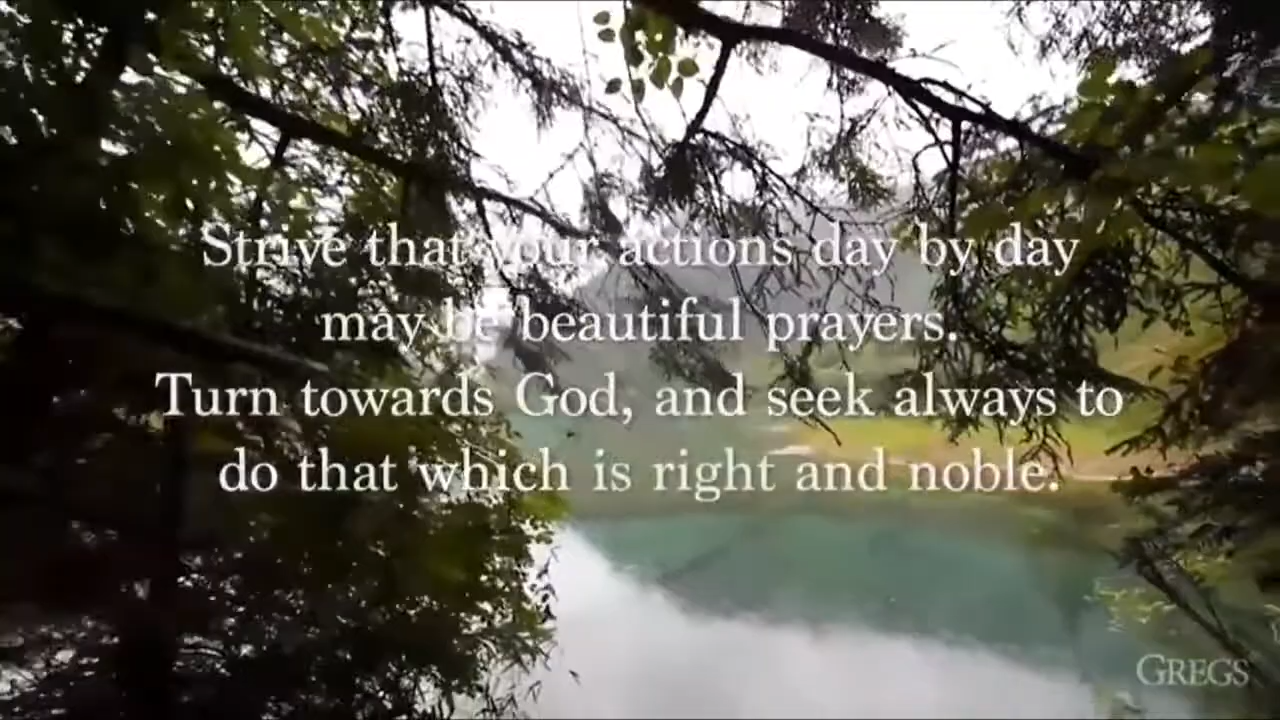 Strive that your actions day by day
may be beautiful prayers.
Turn towards God, and seek always to
do that which is right and noble.
GREGS